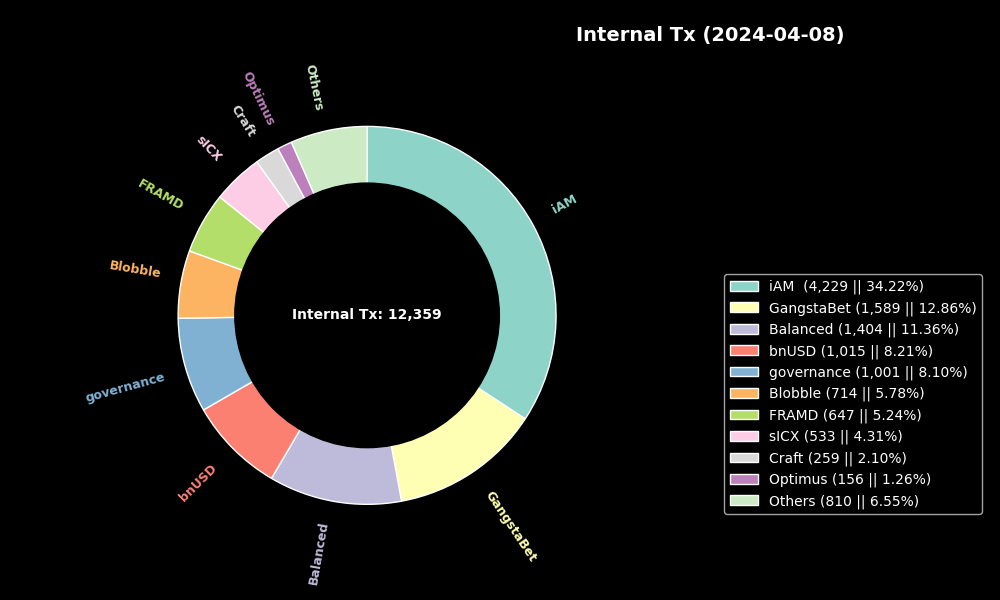 Internal Tx (2024-04-08)
Others
Optimus
Craft
sICX
FRAMD
iAM
Blobble
Internal Tx: 12,359
governance
bnUSD
GangstaBet
Balanced
iAM  (4,229 || 34.22%)
GangstaBet (1,589 || 12.86%)
Balanced (1,404 || 11.36%)
bnUSD (1,015 || 8.21%)
governance (1,001 || 8.10%)
Blobble (714 || 5.78%)
FRAMD (647 || 5.24%)
sICX (533 || 4.31%)
Craft (259 || 2.10%)
Optimus (156 || 1.26%)
Others (810 || 6.55%)